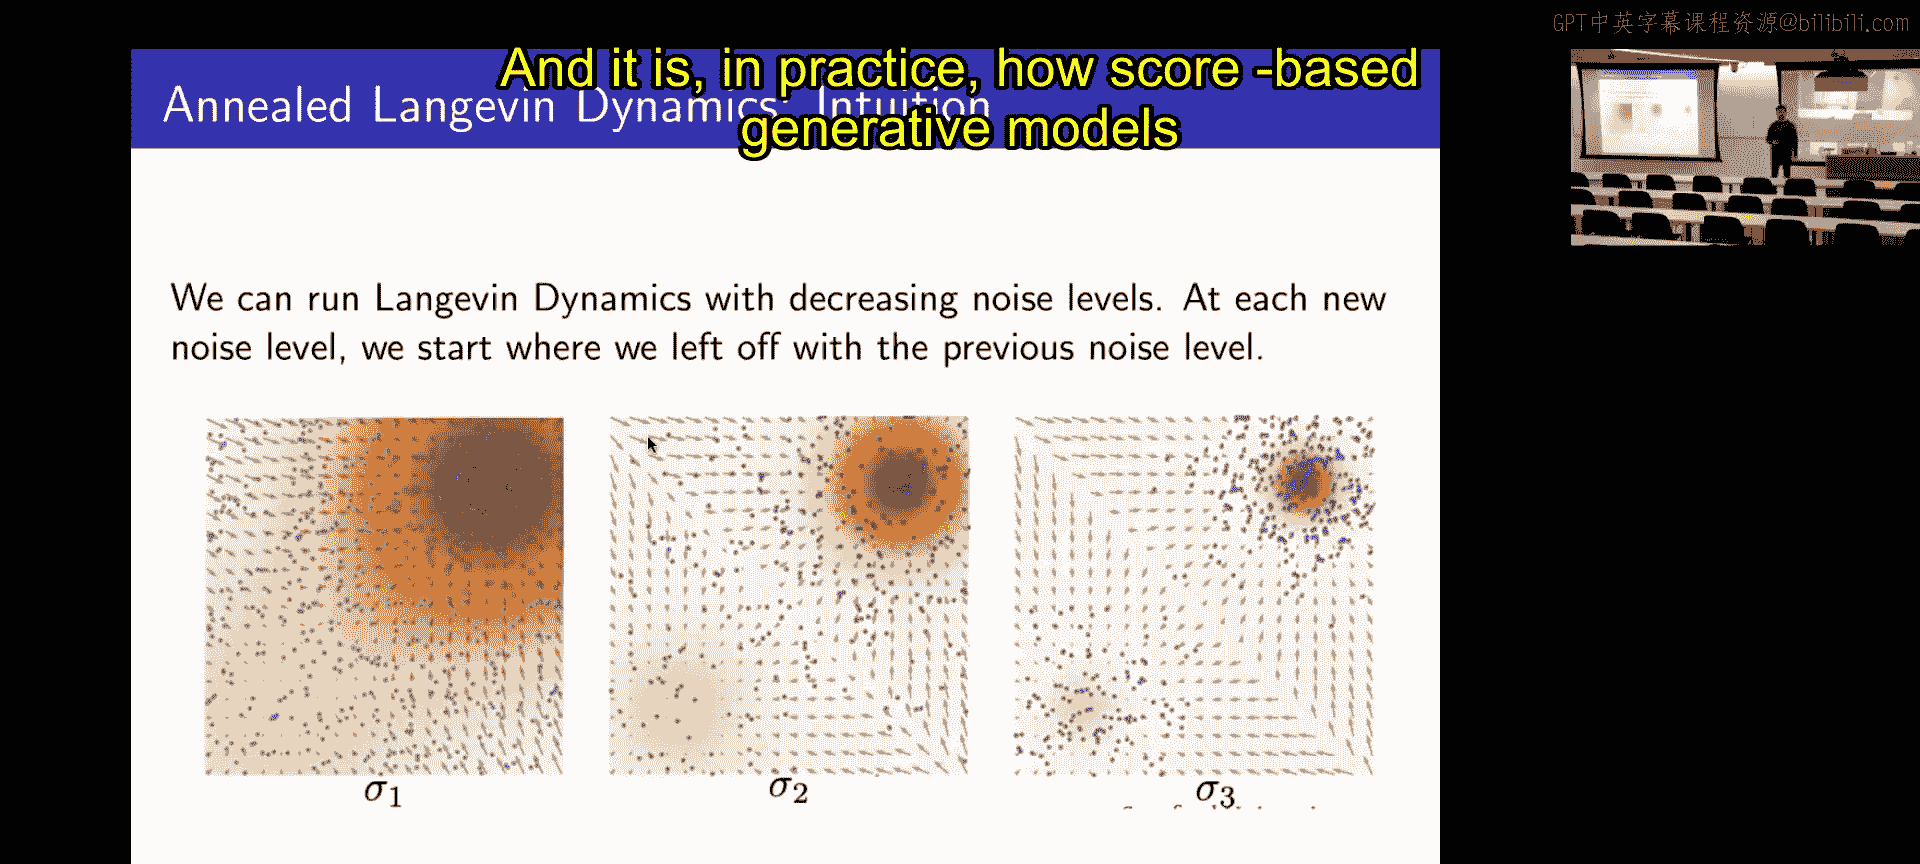 GPT中英字幕课程资源@bilibili.com
And it is, in practice, how score -based
generative models
Annealed Langevin Dynamics: Intuition
We can run Langevin Dynamics with decreasing noise levels. At each new
noise level, we start where we left off with the previous noise level.
σ₁
σ₂
σ₃